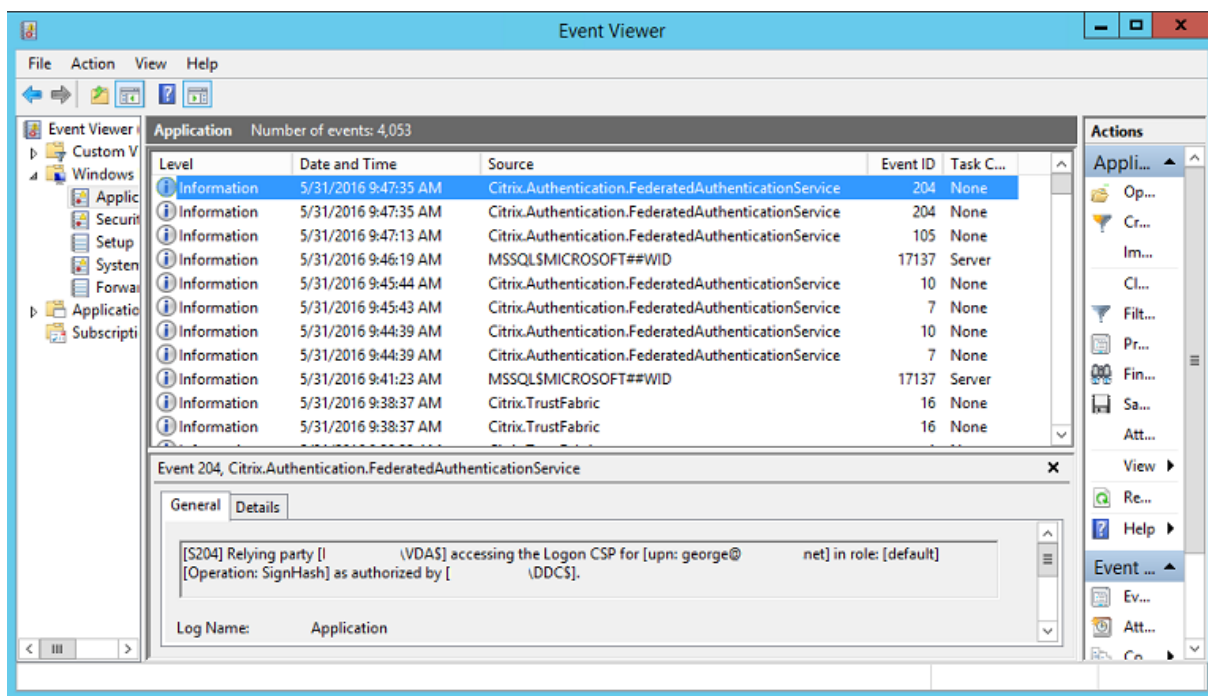 Event Viewer
File Action View Help
Event Viewer
Custom V
Windows
Applic
Securit
Setup
System
Forwar
Applicatio
Subscripti
Application Number of events: 4,053
Level Date and Time Source Event ID Task C...
Information 5/31/2016 9:47:35 AM Citrix.Authentication.FederatedAuthenticationService 204 None
Information 5/31/2016 9:47:35 AM Citrix.Authentication.FederatedAuthenticationService 204 None
Information 5/31/2016 9:47:13 AM Citrix.Authentication.FederatedAuthenticationService 105 None
Information 5/31/2016 9:46:19 AM MSSQL$MICROSOFT##WID 17137 Server
Information 5/31/2016 9:45:44 AM Citrix.Authentication.FederatedAuthenticationService 10 None
Information 5/31/2016 9:45:43 AM Citrix.Authentication.FederatedAuthenticationService 7 None
Information 5/31/2016 9:44:39 AM Citrix.Authentication.FederatedAuthenticationService 10 None
Information 5/31/2016 9:44:39 AM Citrix.Authentication.FederatedAuthenticationService 7 None
Information 5/31/2016 9:41:23 AM MSSQL$MICROSOFT##WID 17137 Server
Information 5/31/2016 9:38:37 AM Citrix.TrustFabric 16 None
Information 5/31/2016 9:38:37 AM Citrix.TrustFabric 16 None
Event 204, Citrix.Authentication.FederatedAuthenticationService
General Details
[S204] Relying party [I \VDA$] accessing the Logon CSP for [upn: george@ net] in role: [default]
[Operation: SignHash] as authorized by [ \DDC$].
Log Name: Application
Actions
Appli...
Op...
Cr...
Im...
Cl...
Filt...
Pr...
Fin...
Sa...
Att...
View
Re...
Help
Event ...
Ev...
Att...
Co...